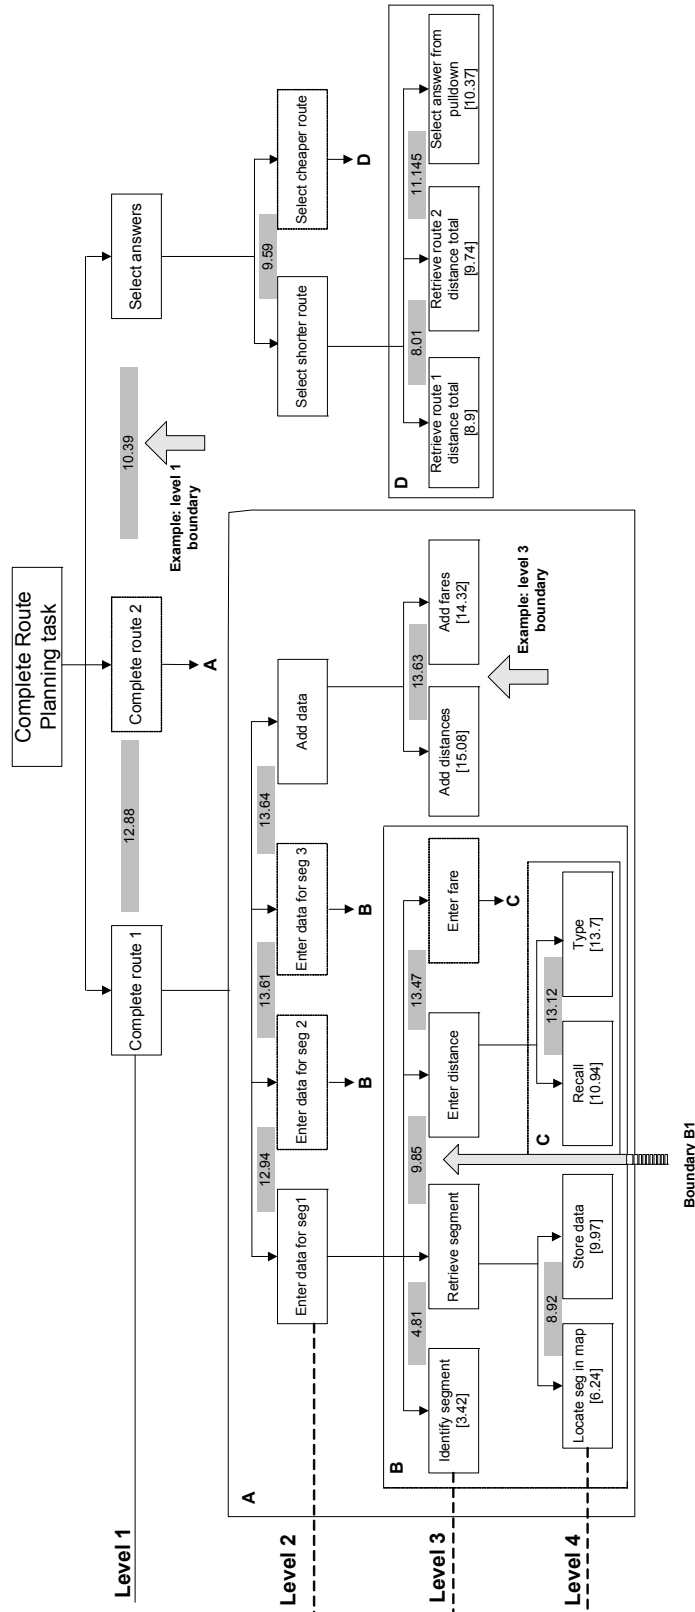 Complete Route
Planning task
Level 1
Complete route 1
12.88
Complete route 2
A
10.39
Example: level 1
boundary
Select answers
A
Level 2
Enter data for seg1
12.94
Enter data for seg 2
B
13.61
Enter data for seg 3
B
13.64
Add data
Select shorter route
9.59
Select cheaper route
D
B
Level 3
Identify segment
[3.42]
4.81
Retrieve segment
9.85
Enter distance
13.47
Enter fare
C
Add distances
[15.08]
13.63
Add fares
[14.32]
Example: level 3
boundary
D
Retrieve route 1
distance total
[8.9]
8.01
Retrieve route 2
distance total
[9.74]
11.145
Select answer from
pulldown
[10.37]
Level 4
Locate seg in map
[6.24]
8.92
Store data
[9.97]
C
Recall
[10.94]
13.12
Type
[13.7]
Boundary B1